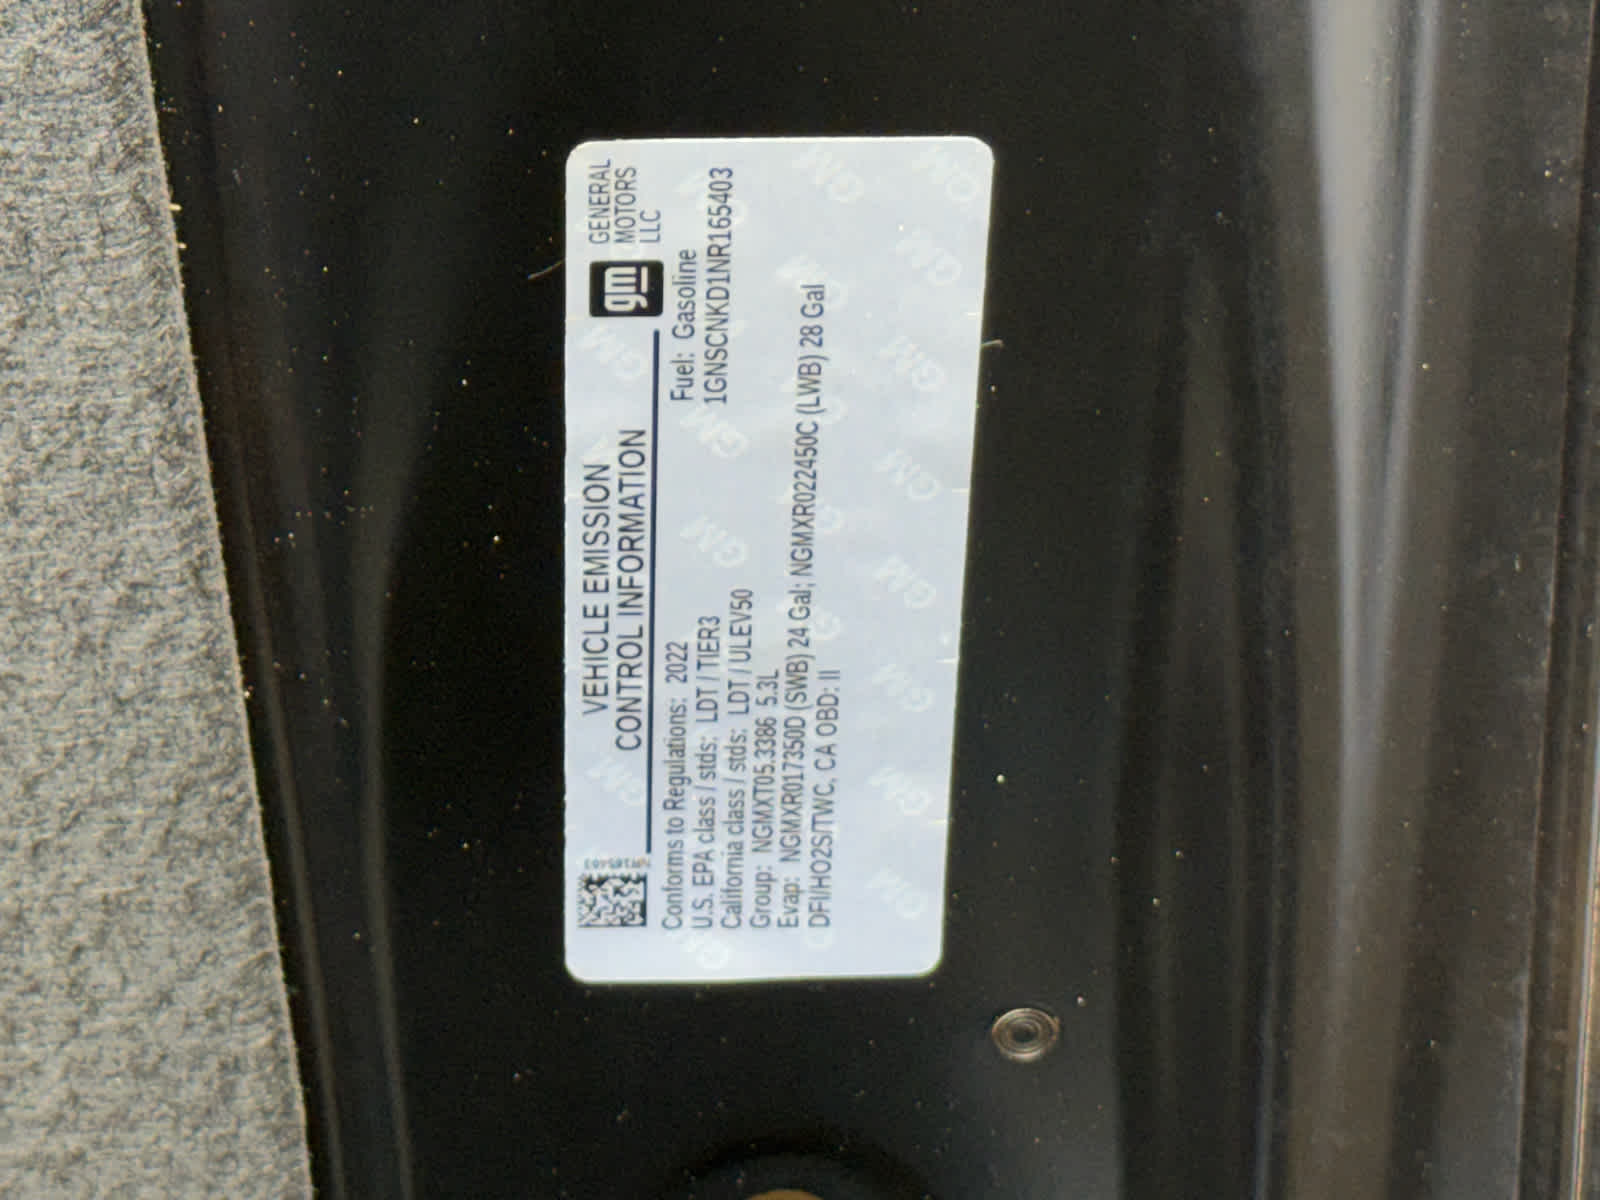 VEHICLE EMISSION
CONTROL INFORMATION
gm
GENERAL
MOTORS
LLC
NR165403
Conforms to Regulations: 2022
Fuel: Gasoline
U.S. EPA class / stds: LDT / TIER3
1GNSCNKD1NR165403
California class / stds: LDT / ULEV50
Group: NGMXT05.3386 5.3L
Evap: NGMXR017350D (SWB) 24 Gal; NGMXR022450C (LWB) 28 Gal
DFI/HO2S/TWC, CA OBD: II